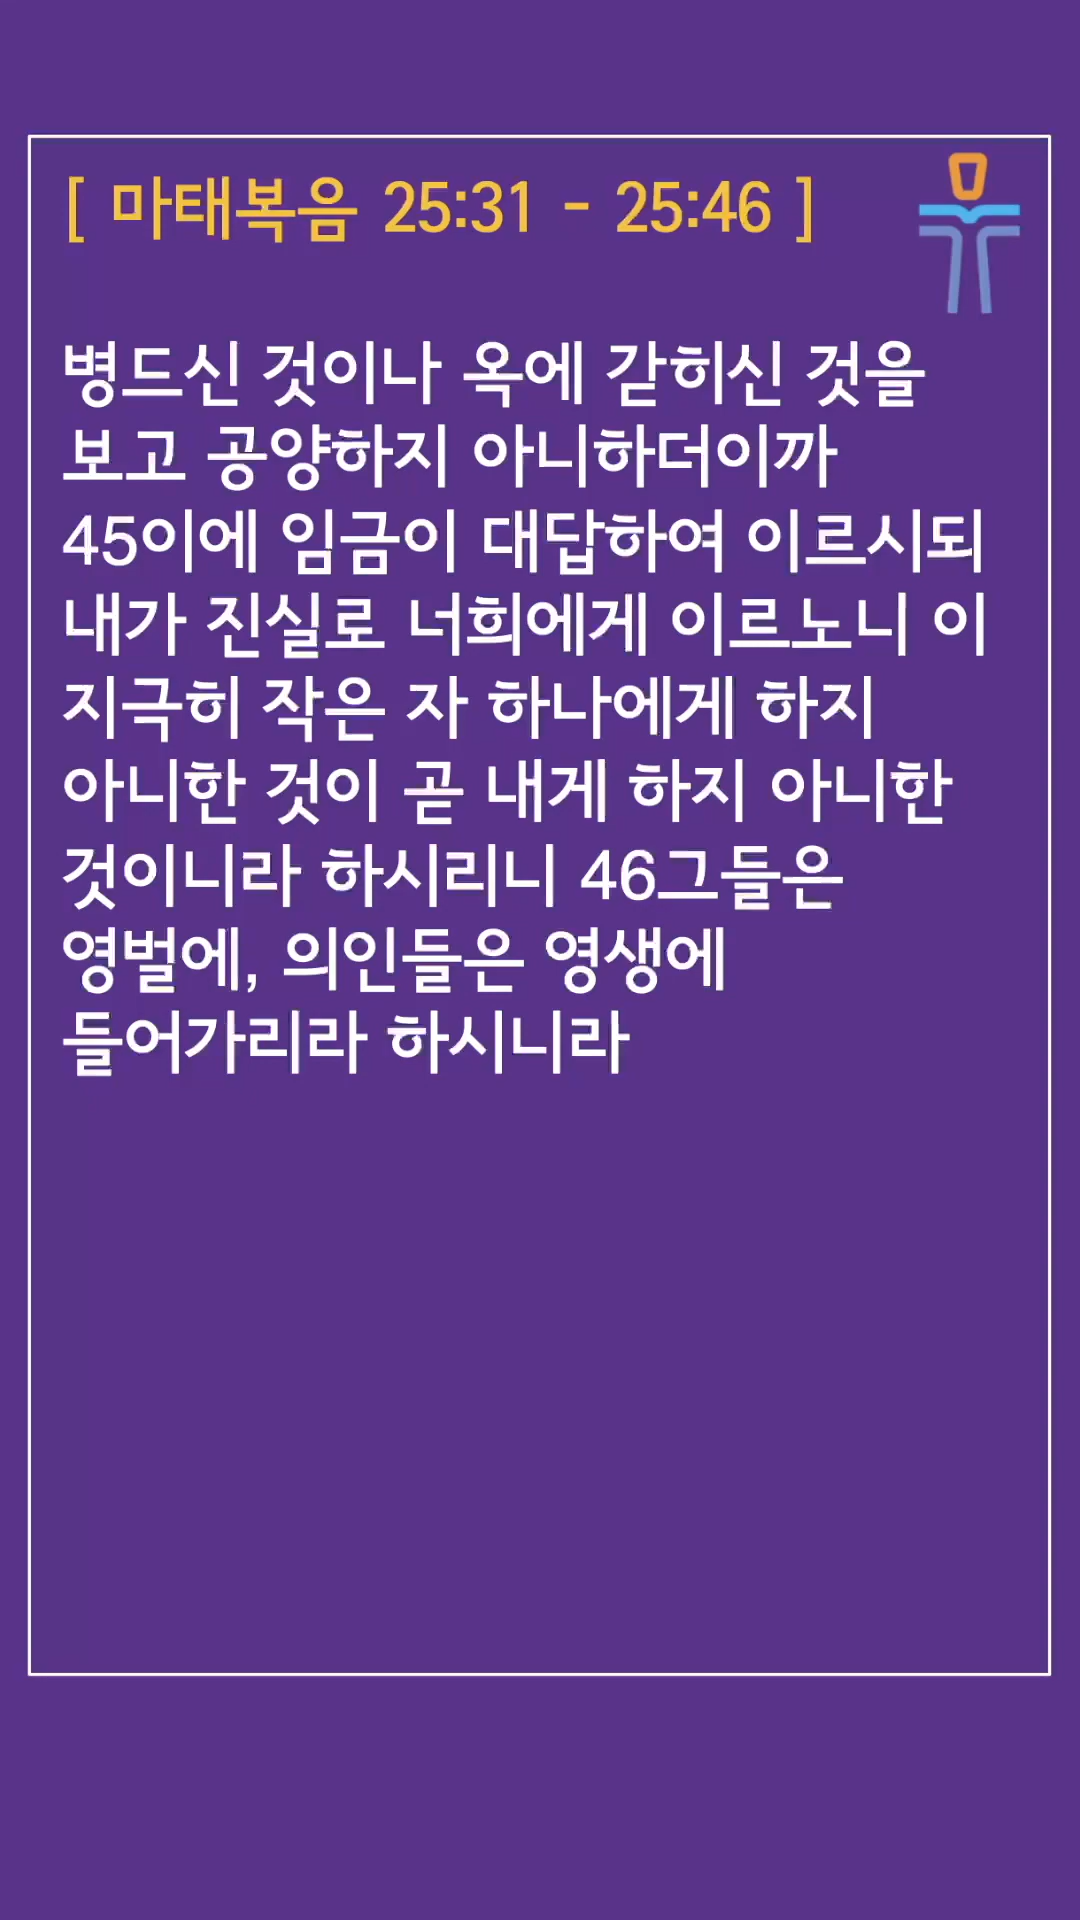 [ 마태복음 25:31 - 25:46 ]
병드신 것이나 옥에 갇히신 것을
보고 공양하지 아니하더이까
45이에 임금이 대답하여 이르시되
내가 진실로 너희에게 이르노니 이
지극히 작은 자 하나에게 하지
아니한 것이 곧 내게 하지 아니한
것이니라 하시리니 46그들은
영벌에, 의인들은 영생에
들어가리라 하시니라